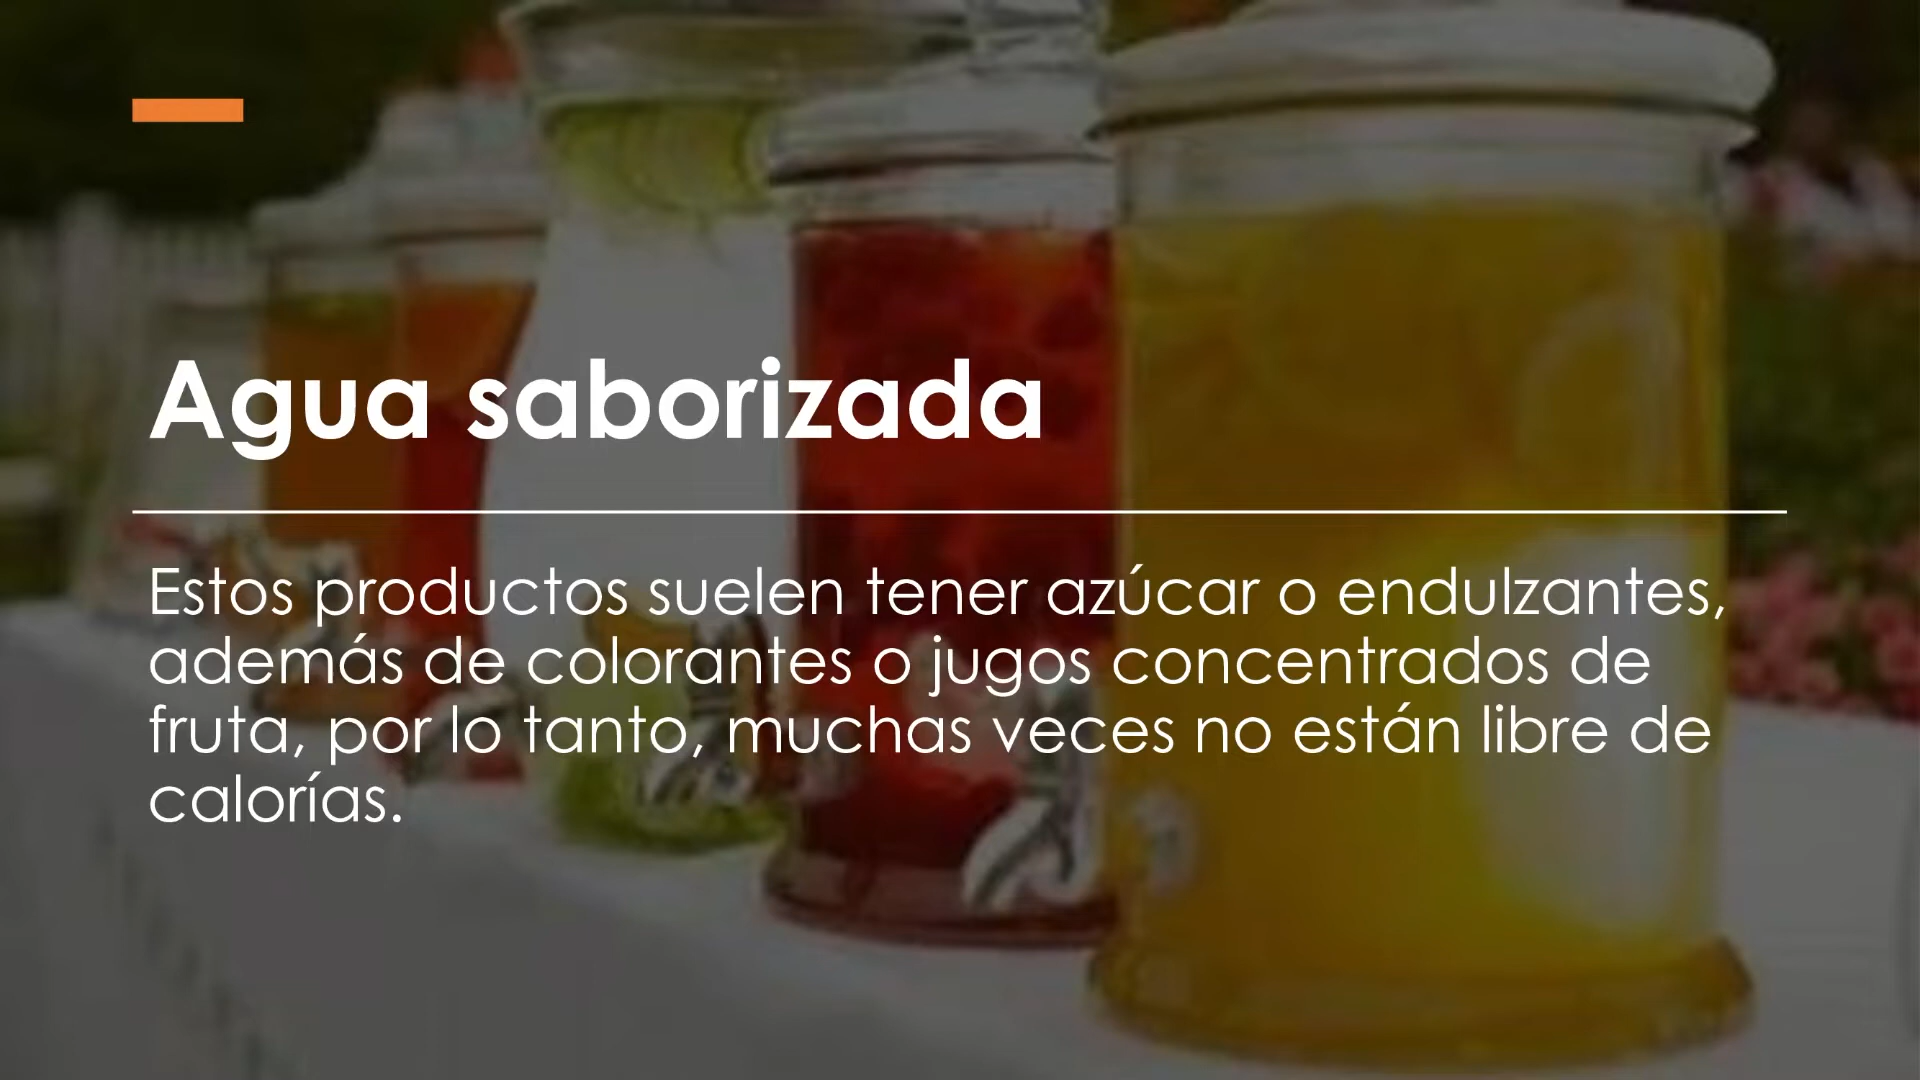 Agua saborizada
Estos productos suelen tener azúcar o endulzantes,
además de colorantes o jugos concentrados de
fruta, por lo tanto, muchas veces no están libre de
calorías.